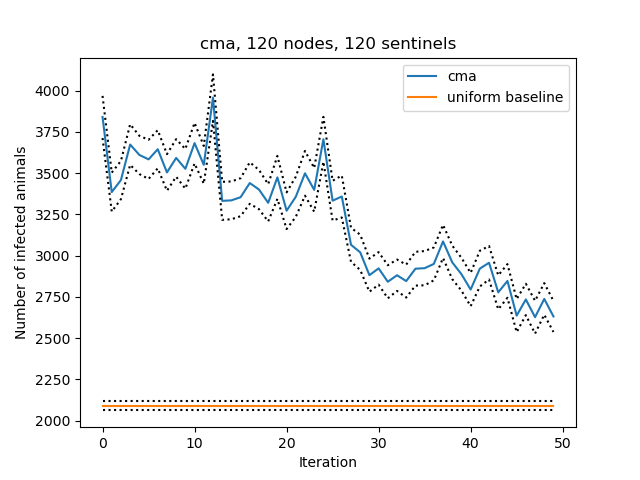 cma, 120 nodes, 120 sentinels
cma
uniform baseline
Number of infected animals
4000
3750
3500
3250
3000
2750
2500
2250
2000
0 10 20 30 40 50
Iteration